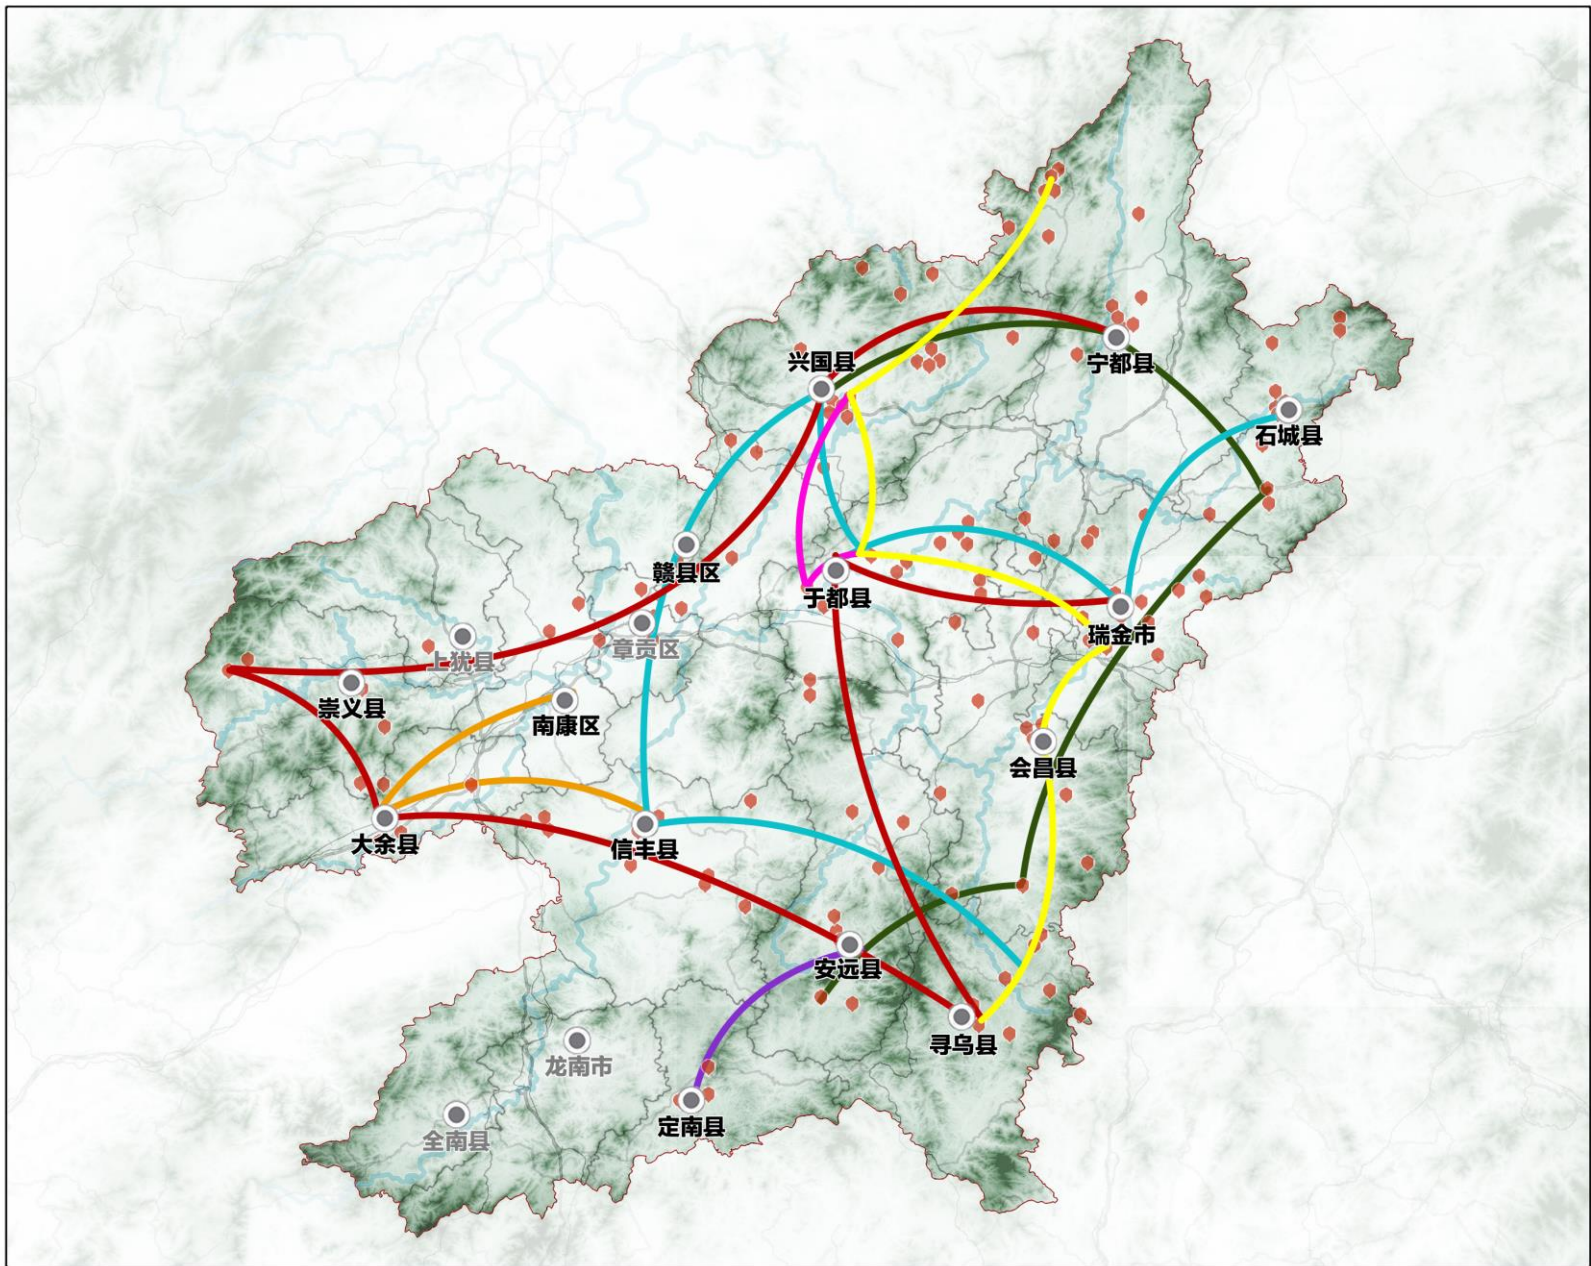 兴国县
宁都县
石城县
赣县区
于都县
瑞金市
章贡区
上犹县
崇义县
南康区
会昌县
大余县
信丰县
安远县
寻乌县
龙南市
定南县
全南县